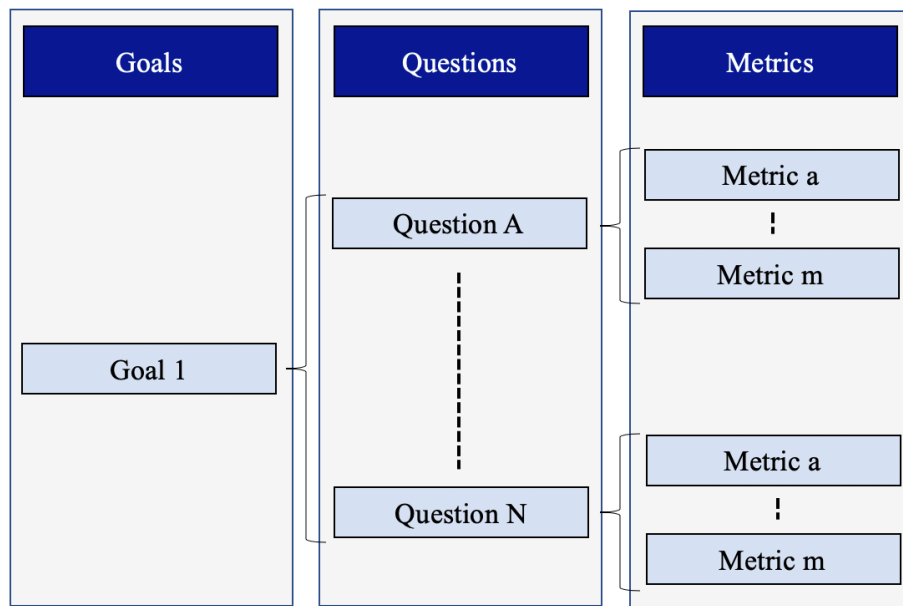 Goals
Questions
Metrics
Goal 1
Question A
Metric a
Metric m
Question N
Metric a
Metric m